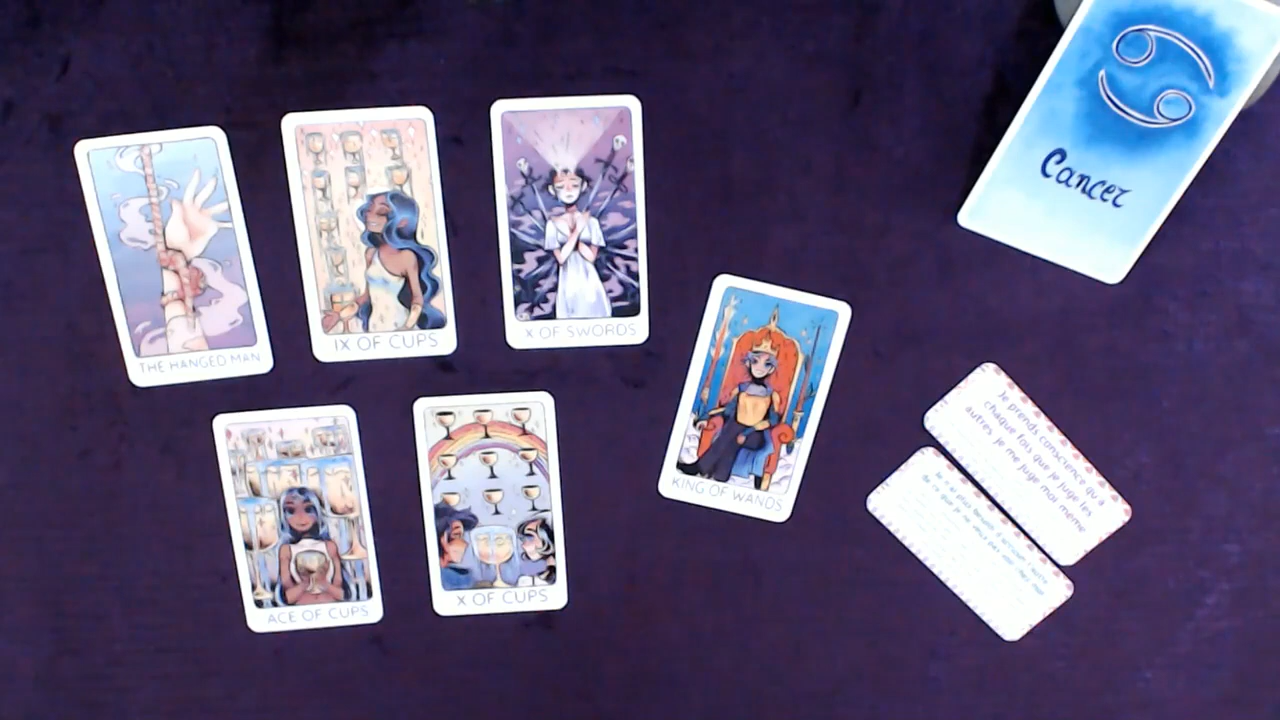 Cancer
THE HANGED MAN
IX OF CUPS
X OF SWORDS
KING OF WANDS
ACE OF CUPS
X OF CUPS
Je prends conscience qu'à
chaque fois que je juge les
autres je me juge moi même